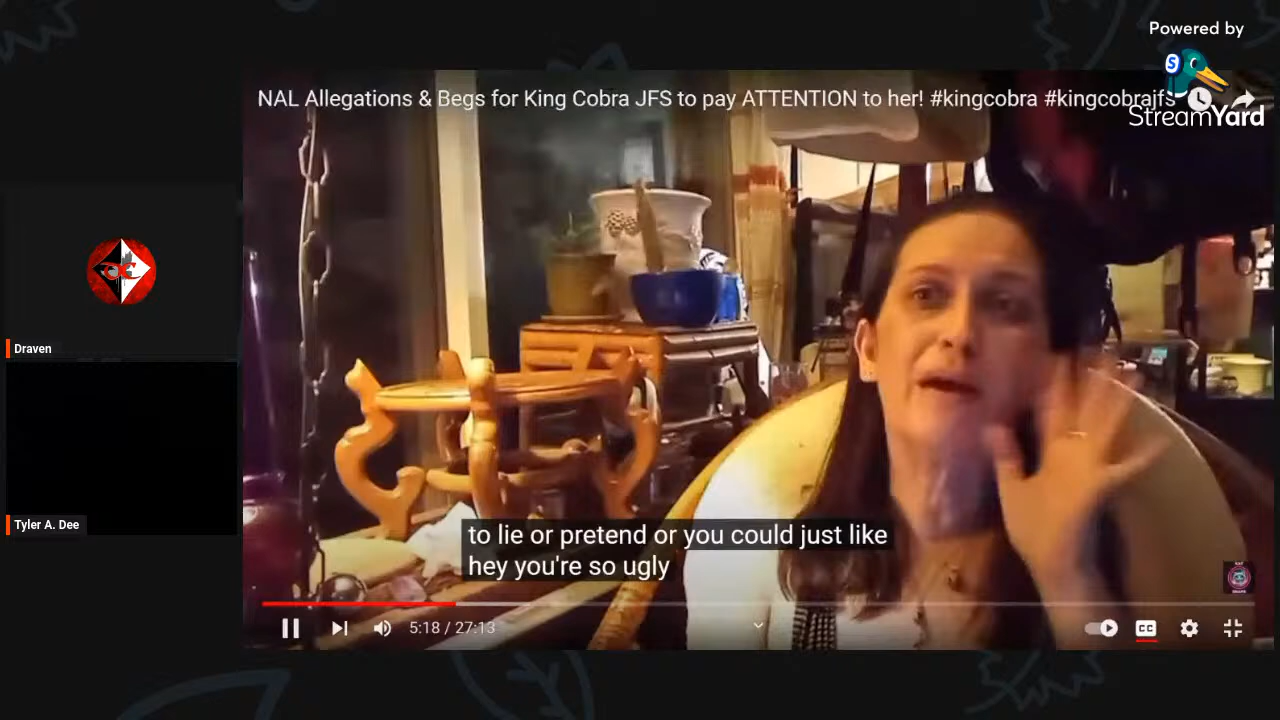 Powered by
StreamYard
NAL Allegations & Begs for King Cobra JFS to pay ATTENTION to her! #kingcobra #kingcobrajfs
Draven
Tyler A. Dee
to lie or pretend or you could just like
hey you're so ugly
5:18 / 27:13
CC